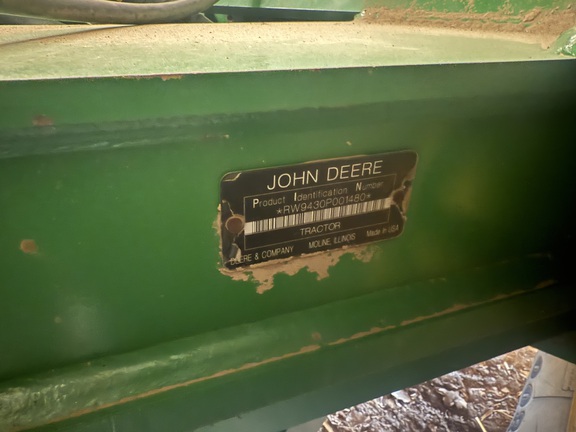 JOHN DEERE
Product Identification Number
*RW9430P001480*
TRACTOR
DEERE & COMPANY MOLINE, ILLINOIS Made in USA